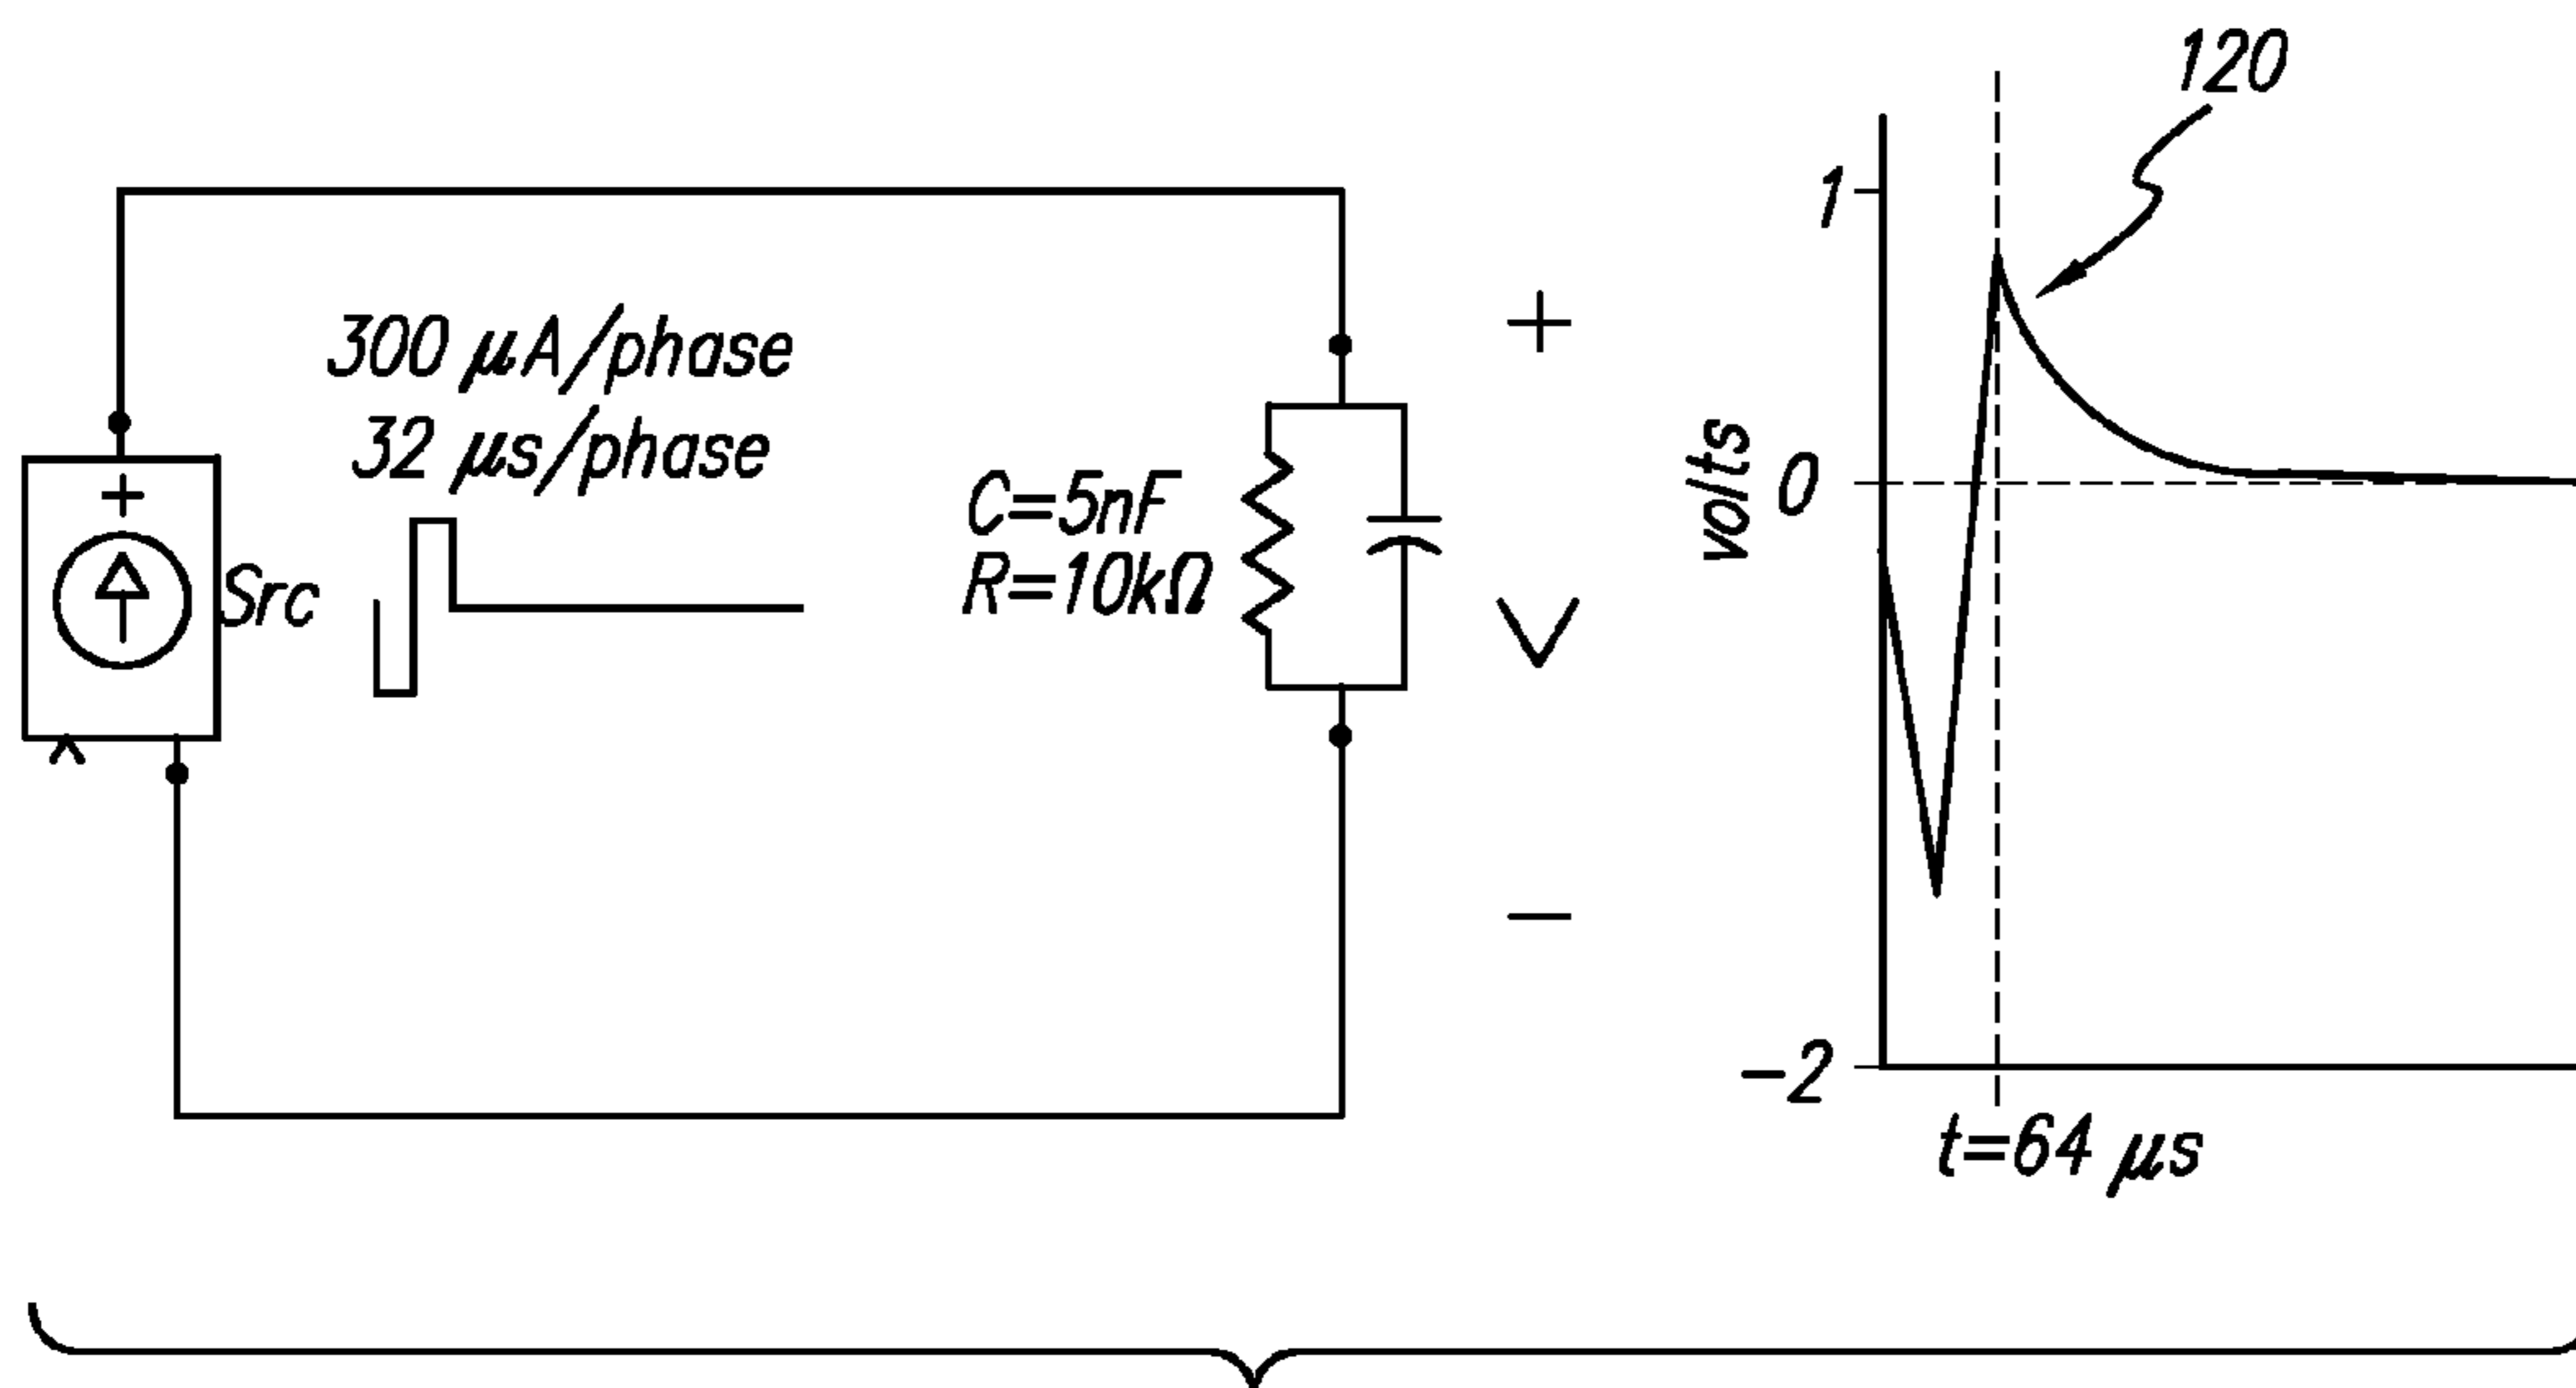 120
1
300 μA/phase
32 μs/phase
+
+
C=5nF
R=10kΩ
Src
volts
0
V
−
−2
t=64 μs